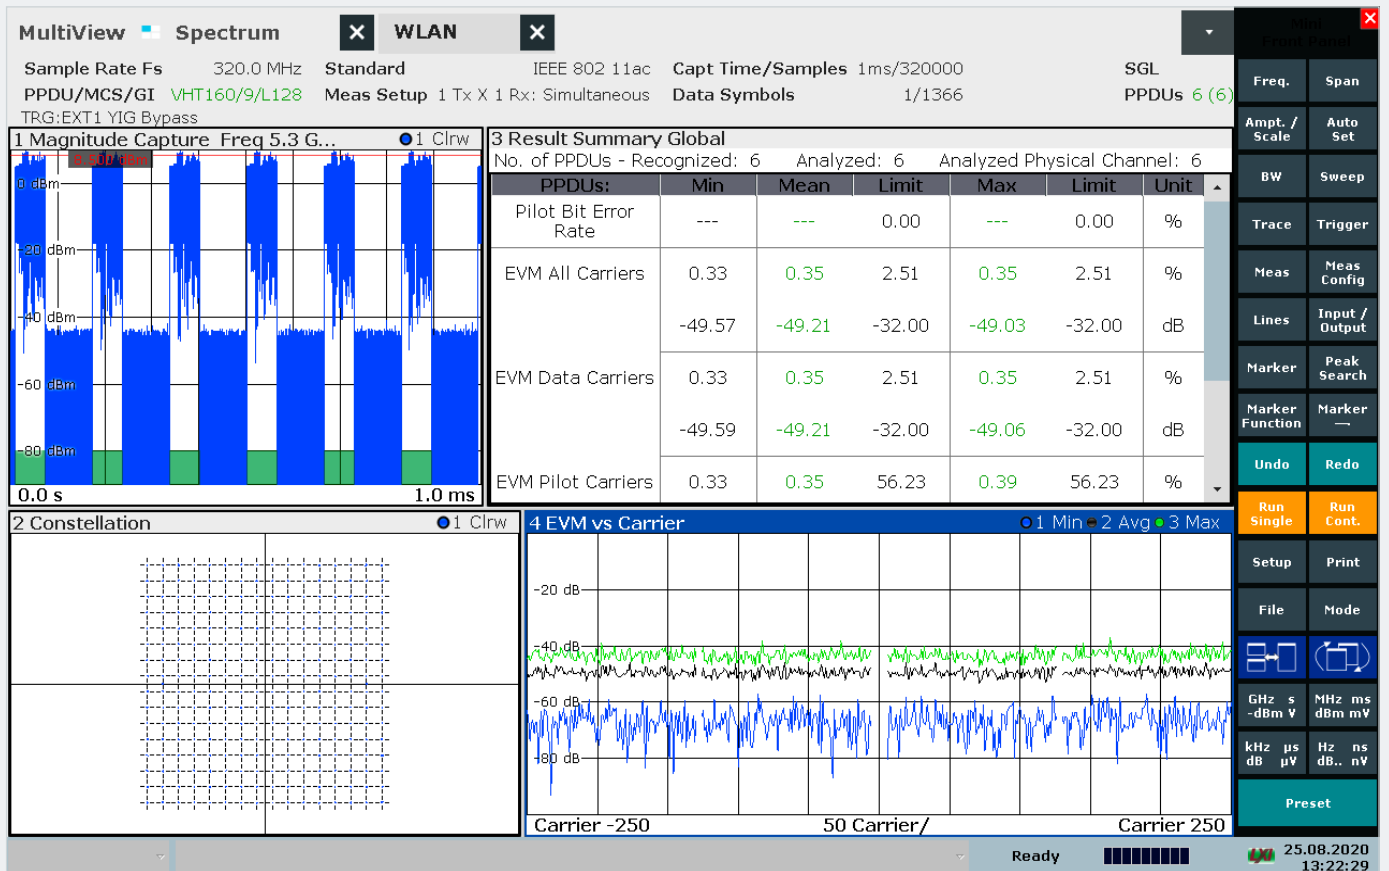 MultiView Spectrum WLAN
Sample Rate Fs 320.0 MHz Standard IEEE 802 11ac Capt Time/Samples 1ms/320000 SGL
PPDU/MCS/GI VHT160/9/L128 Meas Setup 1 Tx X 1 Rx: Simultaneous Data Symbols 1/1366 PPDUs 6 (6)
TRG:EXT1 YIG Bypass
1 Magnitude Capture Freq 5.3 G... 1 Clrw
9.500 dBm
0 dBm
-20 dBm
-40 dBm
-60 dBm
-80 dBm
0.0 s 1.0 ms
3 Result Summary Global
No. of PPDUs - Recognized: 6 Analyzed: 6 Analyzed Physical Channel: 6
PPDUs: Min Mean Limit Max Limit Unit
Pilot Bit Error
Rate --- --- 0.00 --- 0.00 %
EVM All Carriers 0.33 0.35 2.51 0.35 2.51 %
-49.57 -49.21 -32.00 -49.03 -32.00 dB
EVM Data Carriers 0.33 0.35 2.51 0.35 2.51 %
-49.59 -49.21 -32.00 -49.06 -32.00 dB
EVM Pilot Carriers 0.33 0.35 56.23 0.39 56.23 %
2 Constellation 1 Clrw
4 EVM vs Carrier 1 Min 2 Avg 3 Max
-20 dB
-40 dB
-60 dB
-80 dB
Carrier -250 50 Carrier/ Carrier 250
Mini
Front Panel
Freq. Span
Ampt. /
Scale
Auto
Set
BW Sweep
Trace Trigger
Meas
Meas
Config
Lines
Input /
Output
Marker
Peak
Search
Marker
Function
Marker
Undo Redo
Run
Single
Run
Cont.
Setup Print
File Mode
GHz s
-dBm V
MHz ms
dBm mV
kHz µs
dB µV
Hz ns
dB.. nV
Preset
Ready
LXI
25.08.2020
13:22:29